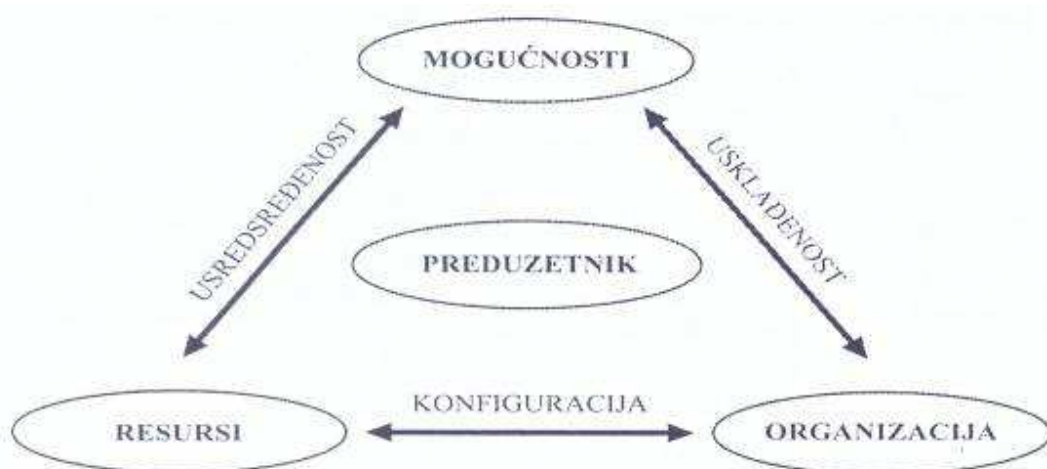 MOGUĆNOSTI
USREDSREĐENOST
USKLAĐENOST
PREDUZETNIK
KONFIGURACIJA
RESURSI
ORGANIZACIJA